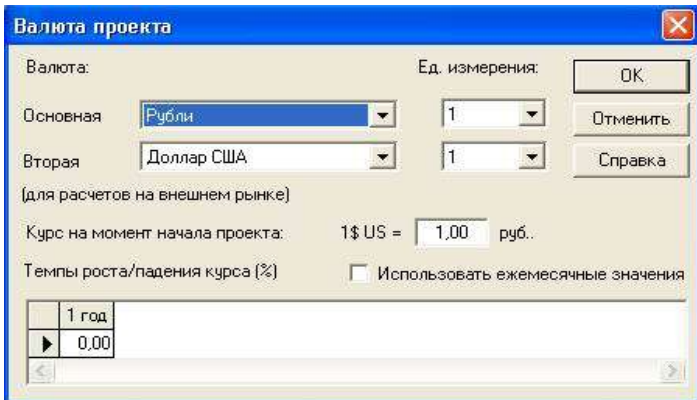 Валюта проекта
Валюта: Ед. измерения: OK
Основная Рубли 1 Отменить
Вторая Доллар США 1 Справка
(для расчетов на внешнем рынке)
Курс на момент начала проекта: 1$ US = 1,00 руб..
Темпы роста/падения курса (%) Использовать ежемесячные значения
1 год
0,00